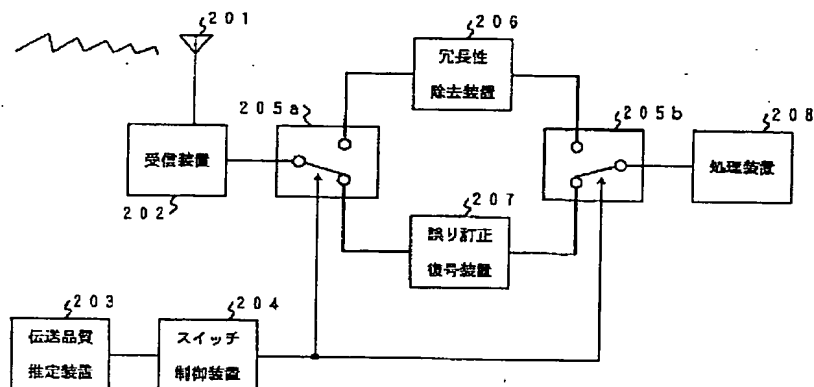 201
206
冗長性
除去装置
205a
205b
208
受信装置
処理装置
202
207
誤り訂正
復号装置
203
204
伝送品質
推定装置
スイッチ
制御装置